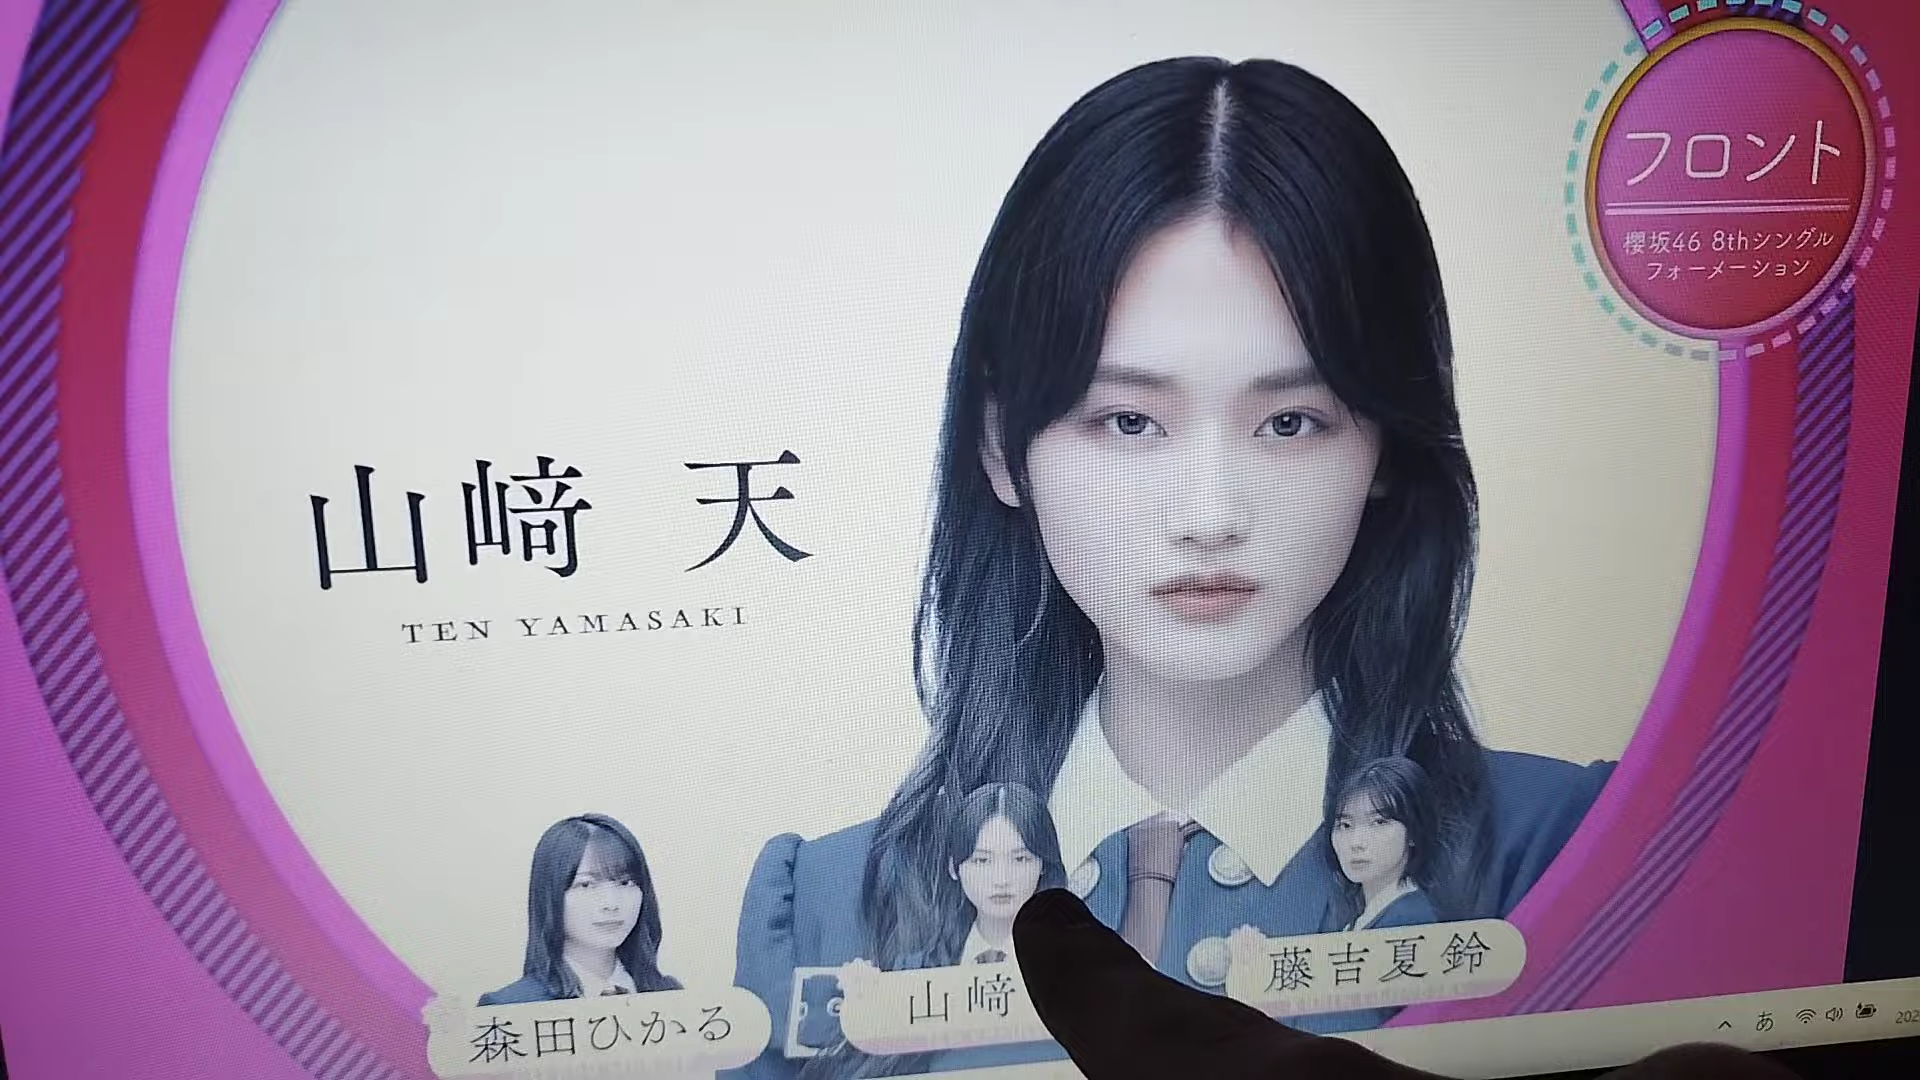 フロント
櫻坂46 8thシングル
フォーメーション
山﨑 天
TEN YAMASAKI
森田ひかる
山﨑
藤吉夏鈴
あ